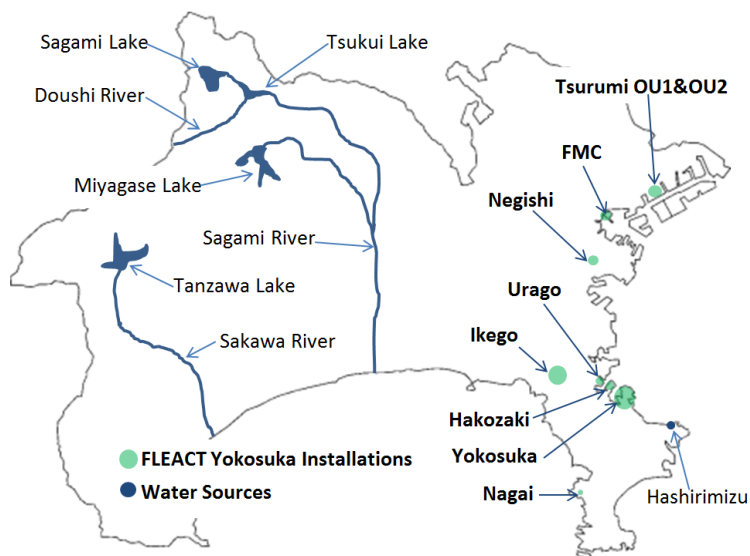 Sagami Lake
Tsukui Lake
Doushi River
Tsurumi OU1&OU2
FMC
Miyagase Lake
Negishi
Sagami River
Tanzawa Lake
Urago
Sakawa River
Ikego
Hakozaki
FLEACT Yokosuka Installations
Yokosuka
Water Sources
Nagai
Hashirimizu